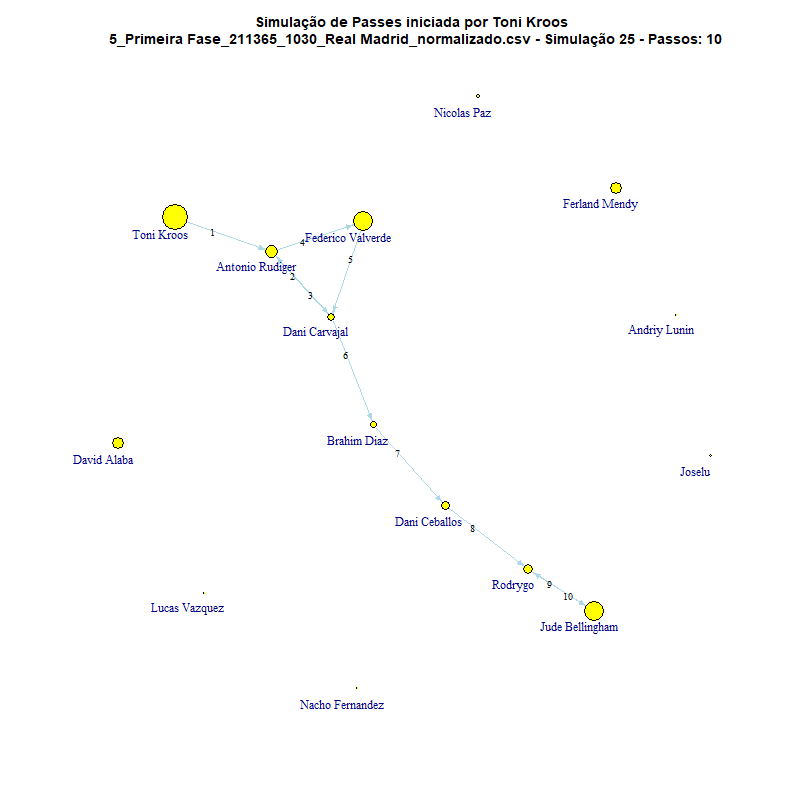 Simulação de Passes iniciada por Toni Kroos
5_Primeira Fase_211365_1030_Real Madrid_normalizado.csv - Simulação 25 - Passos: 10
Nicolas Paz
Ferland Mendy
Toni Kroos
1
4
Federico Valverde
Antonio Rudiger
5
2
3
Dani Carvajal
Andriy Lunin
6
Brahim Diaz
7
David Alaba
Joselu
Dani Ceballos
8
Rodrygo
9
10
Lucas Vazquez
Jude Bellingham
Nacho Fernandez